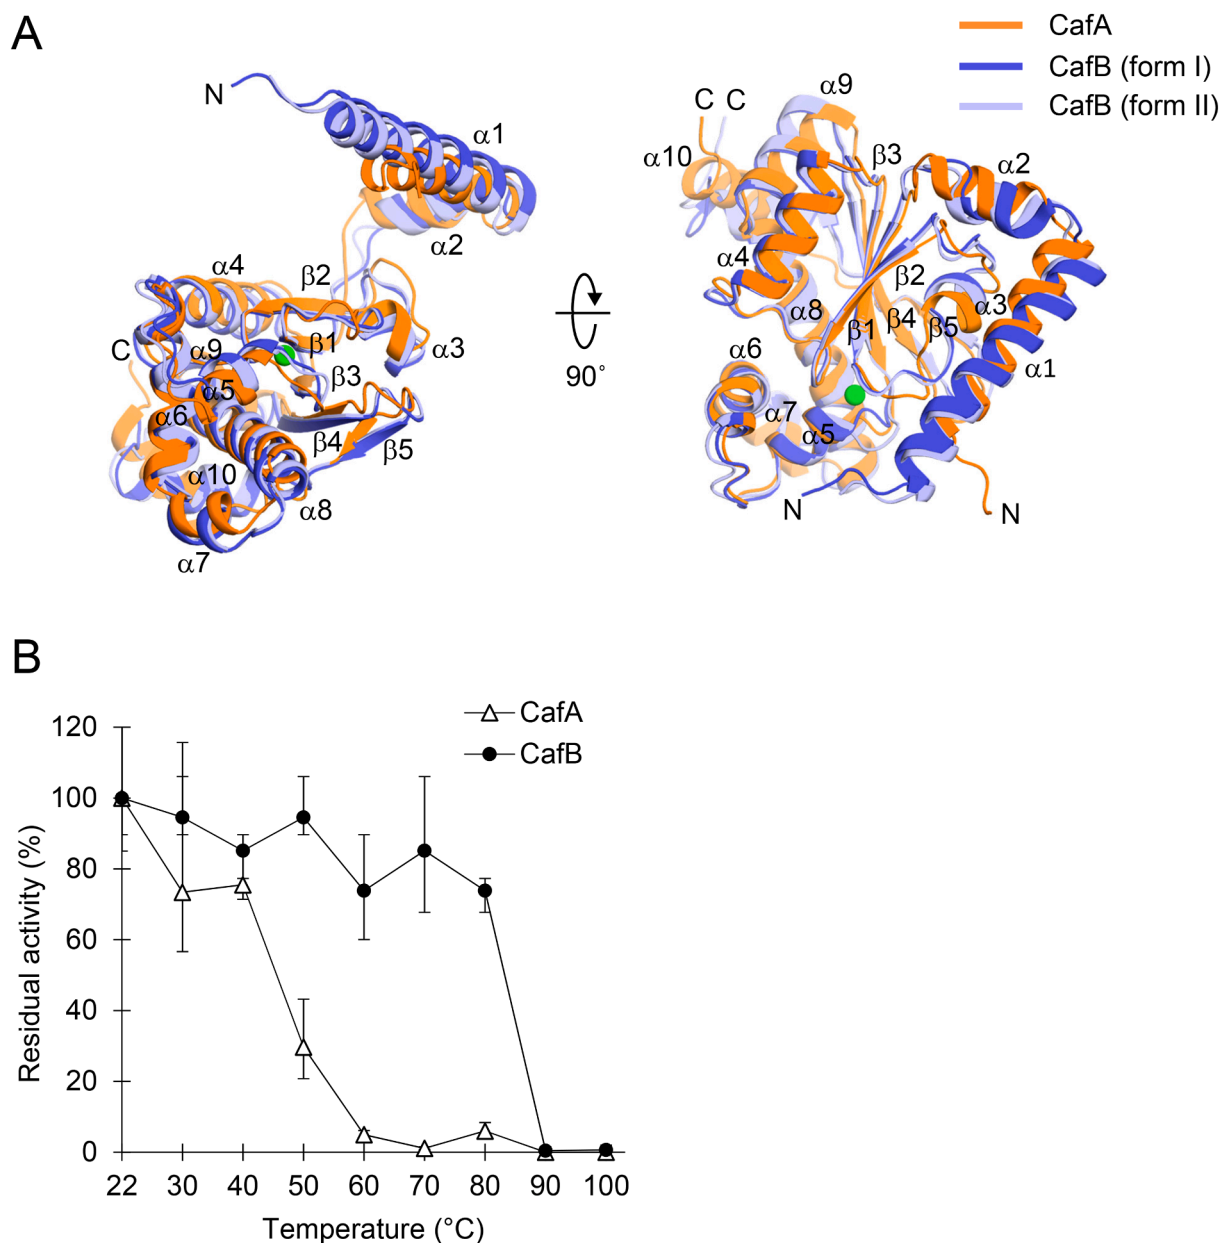 A
CafA
CafB (form I)
CafB (form II)
N
α1
α2
α4
β2
C
α9
β1
α3
α5
β3
α6
β4
β5
α10
α8
α7
90°
C C
α9
α10
β3
α2
α4
β2
α8
β1
β4
β5
α3
α6
α1
α7
α5
N
N
B
CafA
CafB
120
100
80
60
40
20
0
Residual activity (%)
22 30 40 50 60 70 80 90 100
Temperature (°C)